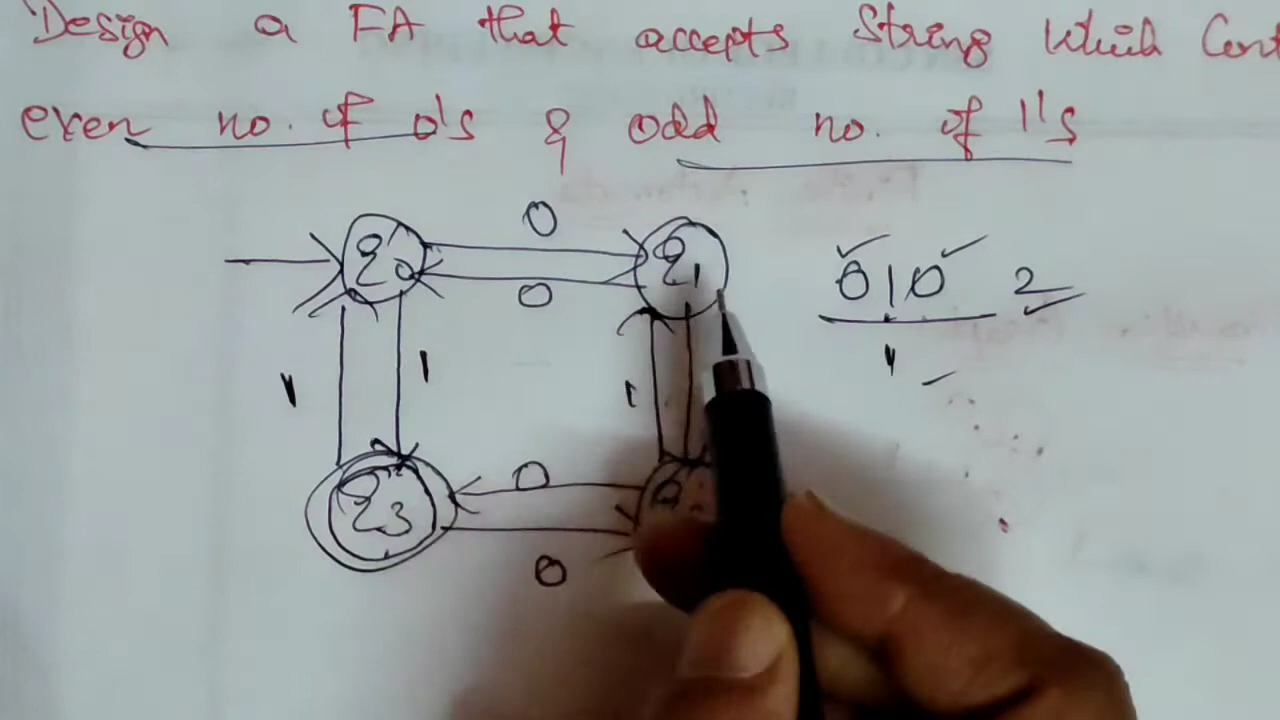 Design a FA that accepts String which Cont
even no. of 0's & odd no. of 1's
0
q0 q1 010 2
0
1 1 1 1
0
q3
0